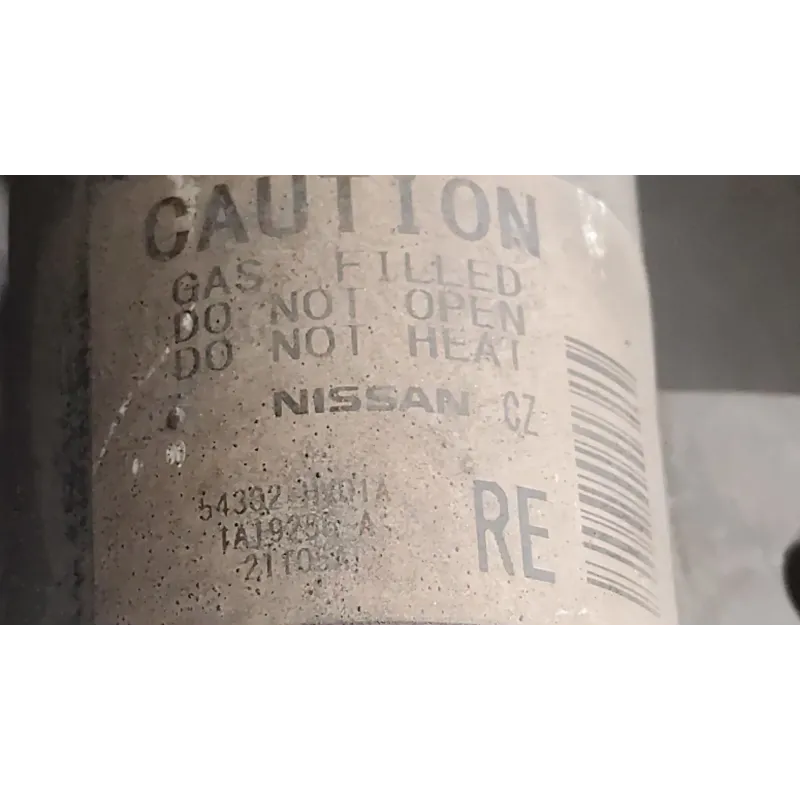 CAUTION
GAS FILLED
DO NOT OPEN
DO NOT HEAT
NISSAN CZ
RE